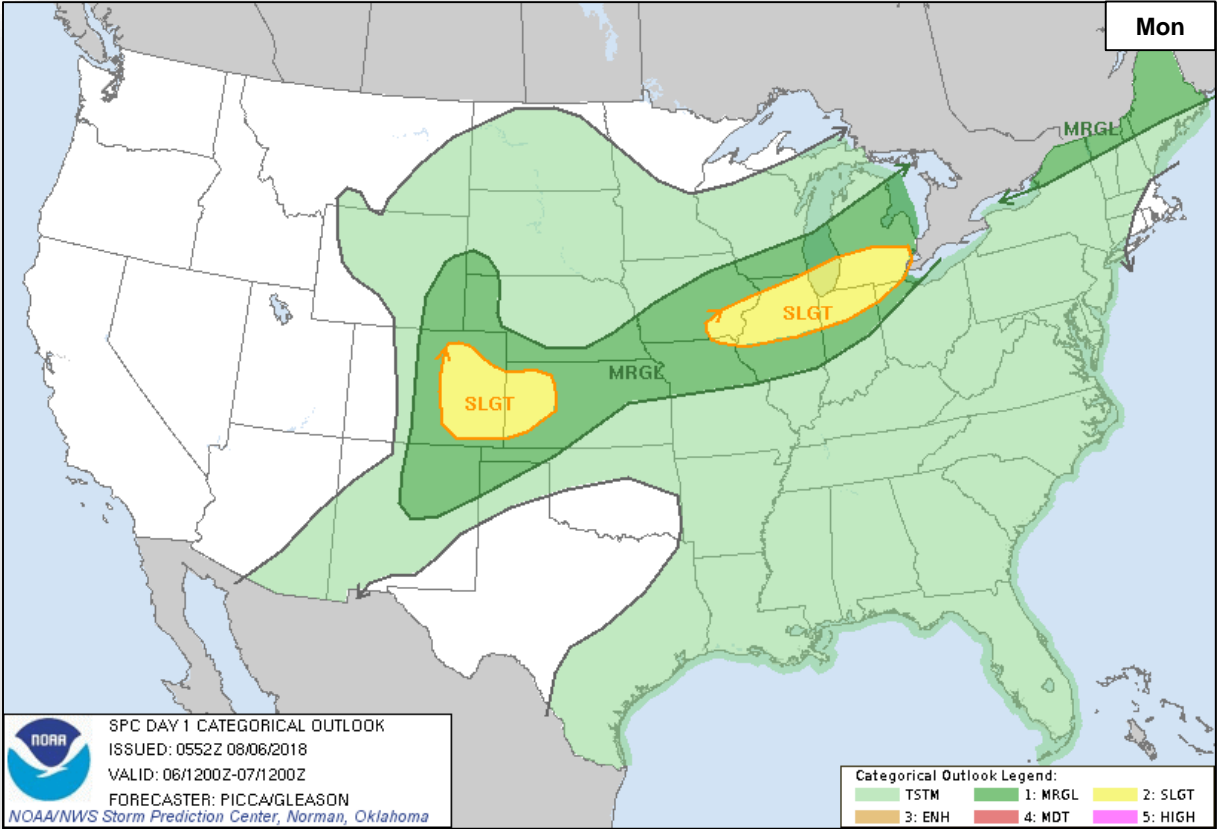 Mon
MRGL
SLGT
MRGL
SLGT
NOAA
SPC DAY 1 CATEGORICAL OUTLOOK
ISSUED: 0552Z 08/06/2018
VALID: 06/1200Z-07/1200Z
FORECASTER: PICCA/GLEASON
NOAA/NWS Storm Prediction Center, Norman, Oklahoma
Categorical Outlook Legend:
TSTM 1: MRGL 2: SLGT
3: ENH 4: MDT 5: HIGH